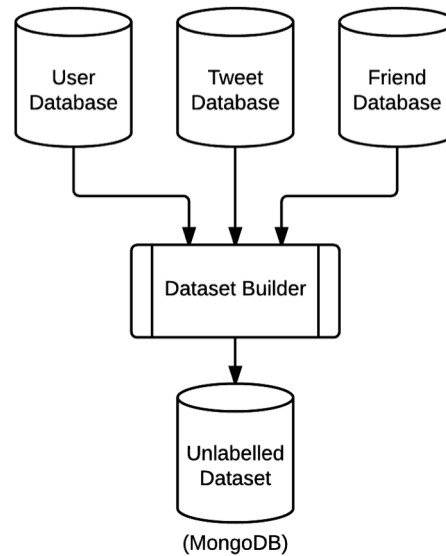 User
Database
Tweet
Database
Friend
Database
Dataset Builder
Unlabelled
Dataset
(MongoDB)